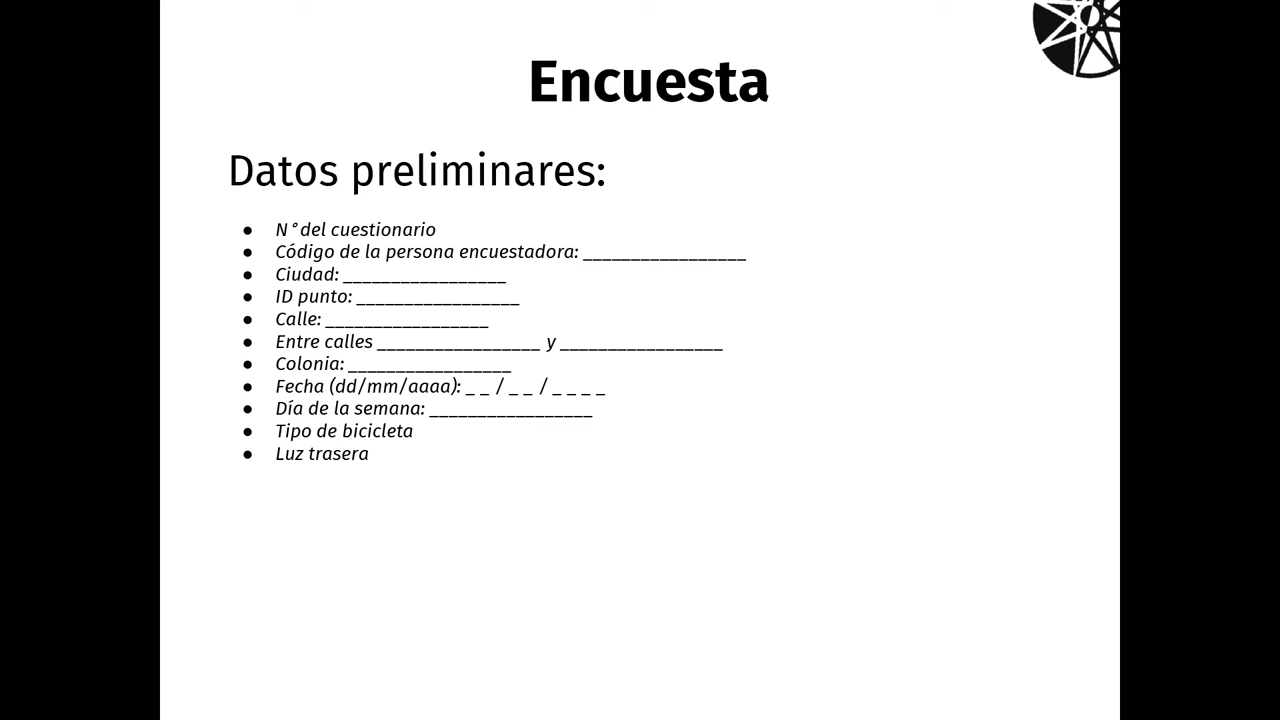 Encuesta
Datos preliminares:
● N° del cuestionario
● Código de la persona encuestadora: _________________
● Ciudad: _________________
● ID punto: _________________
● Calle: _________________
● Entre calles _________________ y _________________
● Colonia: _________________
● Fecha (dd/mm/aaaa): _ _ / _ _ / _ _ _ _
● Día de la semana: _________________
● Tipo de bicicleta
● Luz trasera